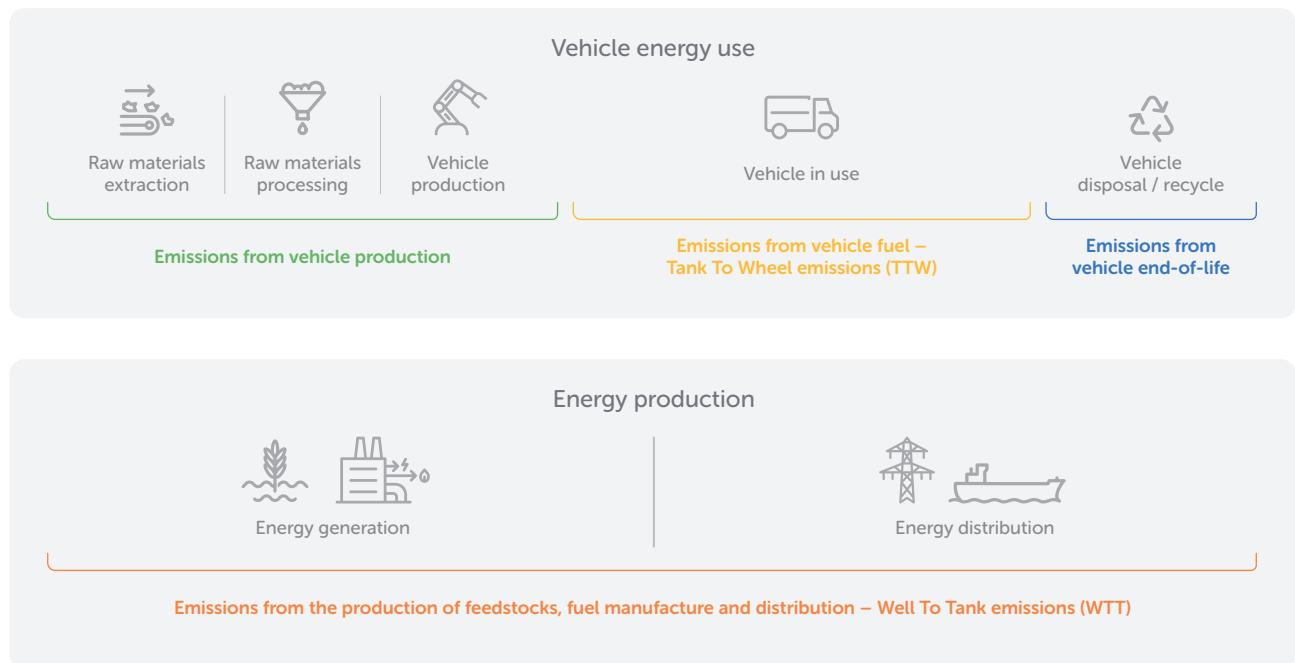 Vehicle energy use
Raw materials
extraction
Raw materials
processing
Vehicle
production
Vehicle in use
Vehicle
disposal / recycle
Emissions from vehicle production
Emissions from vehicle fuel –
Tank To Wheel emissions (TTW)
Emissions from
vehicle end-of-life
Energy production
Energy generation
Energy distribution
Emissions from the production of feedstocks, fuel manufacture and distribution – Well To Tank emissions (WTT)